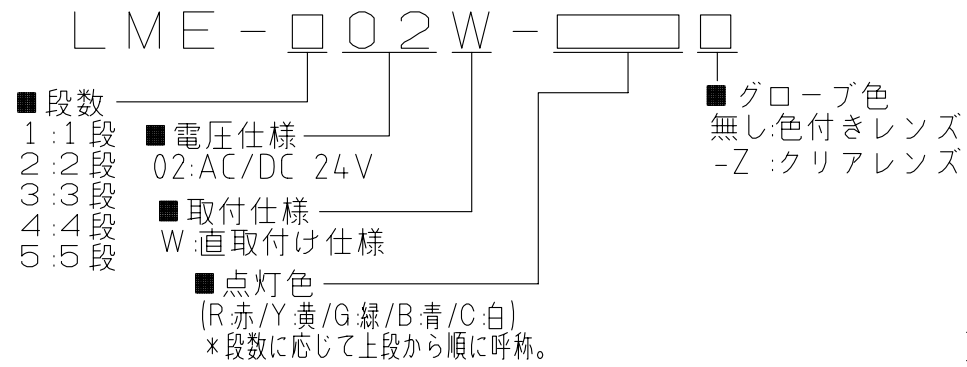 LME-□02W-□□
■段数
1:1段
2:2段
3:3段
4:4段
5:5段
■電圧仕様
02:AC/DC 24V
■取付仕様
W:直取付け仕様
■点灯色
(R:赤/Y:黄/G:緑/B:青/C:白)
*段数に応じて上段から順に呼称。
■グローブ色
無し:色付きレンズ
-Z :クリアレンズ